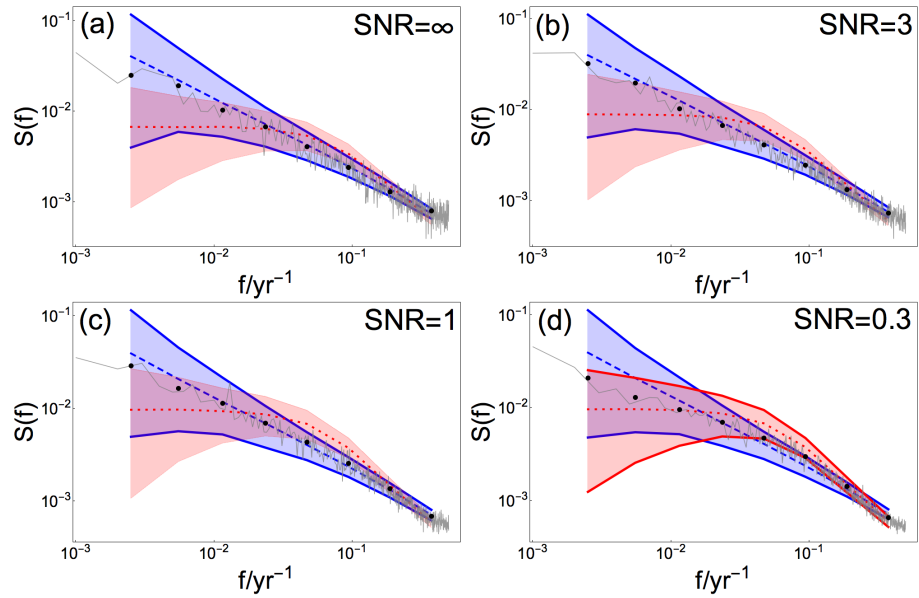 (a) SNR=∞
S(f)
10⁻¹
10⁻²
10⁻³
10⁻³ 10⁻² 10⁻¹
f/yr⁻¹
(b) SNR=3
S(f)
10⁻¹
10⁻²
10⁻³
10⁻³ 10⁻² 10⁻¹
f/yr⁻¹
(c) SNR=1
S(f)
10⁻¹
10⁻²
10⁻³
10⁻³ 10⁻² 10⁻¹
f/yr⁻¹
(d) SNR=0.3
S(f)
10⁻¹
10⁻²
10⁻³
10⁻³ 10⁻² 10⁻¹
f/yr⁻¹